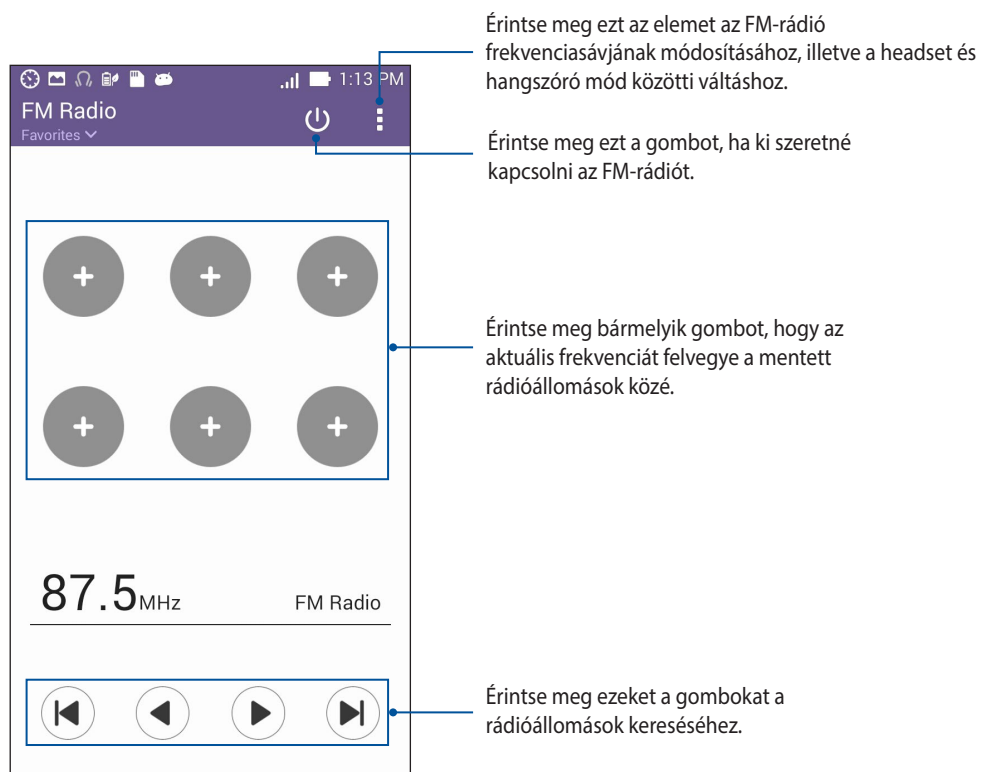 Érintse meg ezt az elemet az FM-rádió
frekvenciasávjának módosításához, illetve a headset és
hangszóró mód közötti váltáshoz.
1:13 PM
FM Radio
Favorites
Érintse meg ezt a gombot, ha ki szeretné
kapcsolni az FM-rádiót.
Érintse meg bármelyik gombot, hogy az
aktuális frekvenciát felvegye a mentett
rádióállomások közé.
87.5MHz FM Radio
Érintse meg ezeket a gombokat a
rádióállomások kereséséhez.